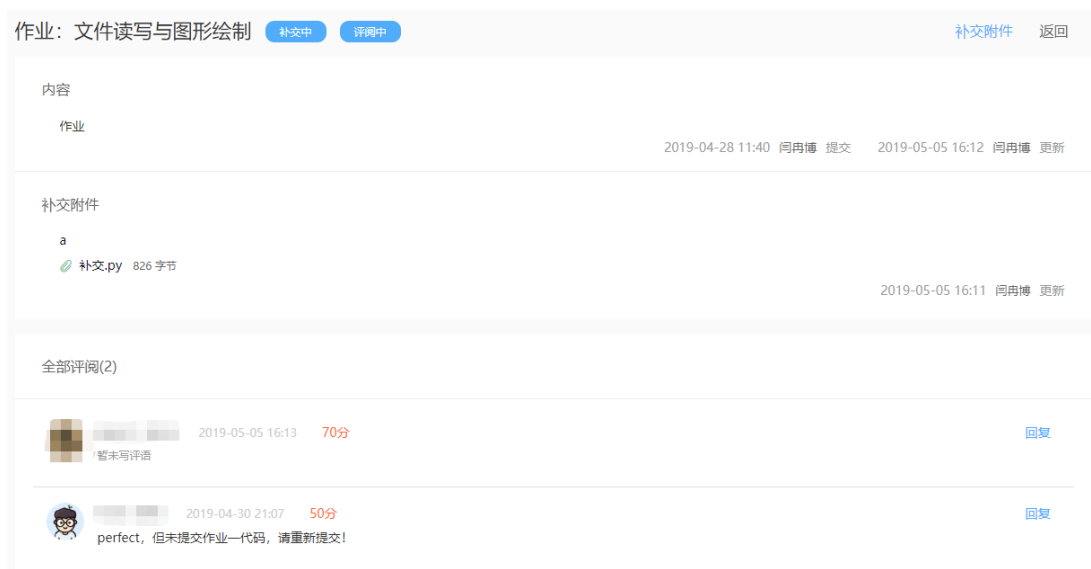 作业：文件读写与图形绘制 补交中 评阅中 补交附件 返回
内容
作业
2019-04-28 11:40 闫冉博 提交 2019-05-05 16:12 闫冉博 更新
补交附件
a
补交.py 826 字节
2019-05-05 16:11 闫冉博 更新
全部评阅(2)
2019-05-05 16:13 70分 回复
暂未写评语
2019-04-30 21:07 50分 回复
perfect，但未提交作业一代码，请重新提交！